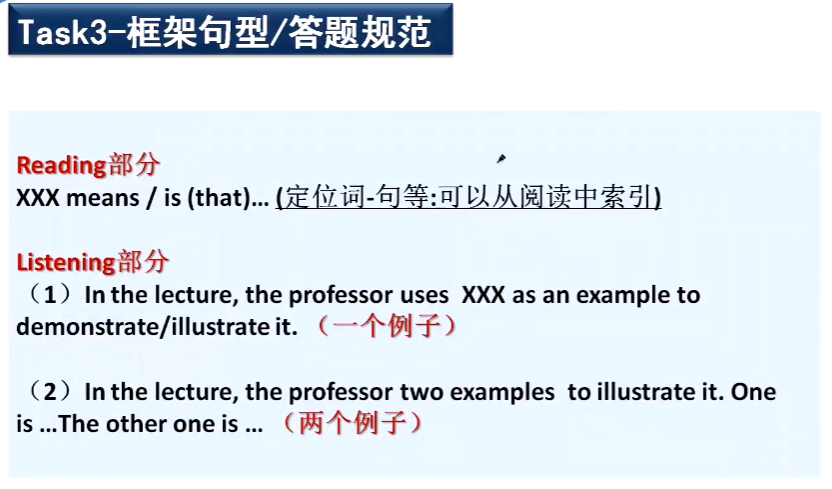 Task3-框架句型/答题规范
Reading部分
XXX means / is (that)… (定位词-句等:可以从阅读中索引)
Listening部分
（1）In the lecture, the professor uses  XXX as an example to
demonstrate/illustrate it. （一个例子）
（2）In the lecture, the professor two examples  to illustrate it. One
is …The other one is … （两个例子）